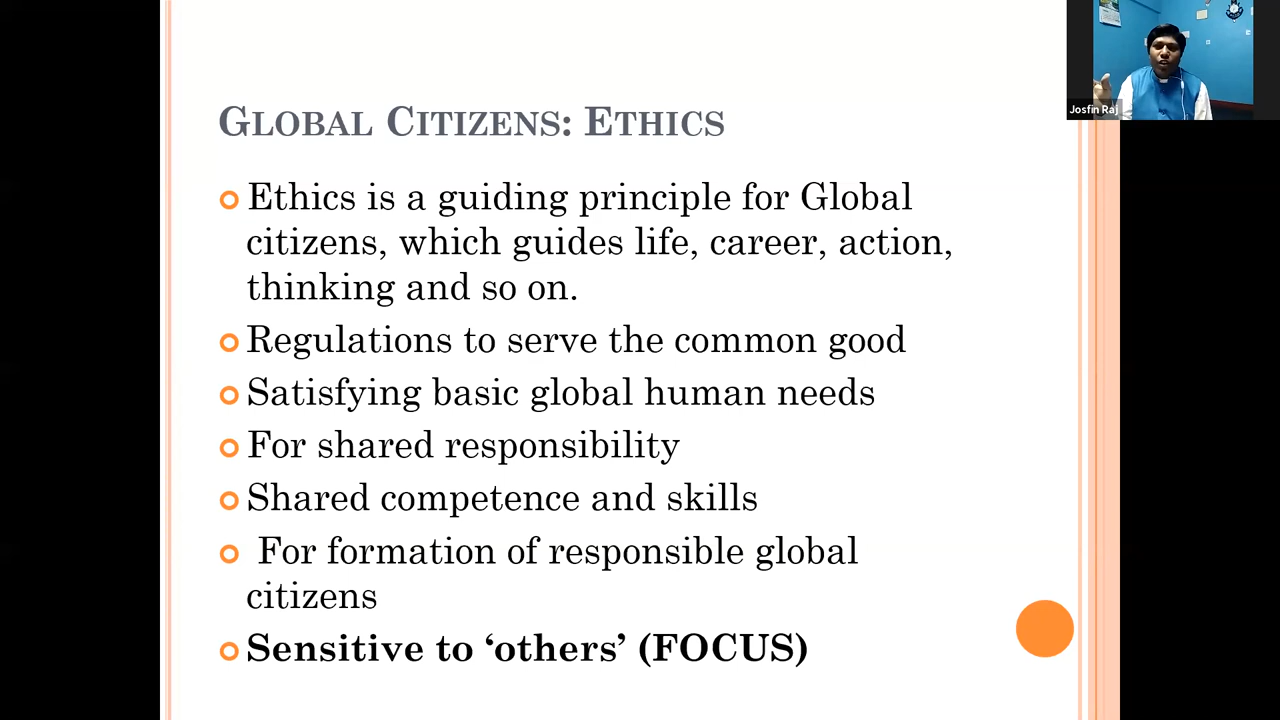 Josfin Raj
GLOBAL CITIZENS: ETHICS
Ethics is a guiding principle for Global
citizens, which guides life, career, action,
thinking and so on.
Regulations to serve the common good
Satisfying basic global human needs
For shared responsibility
Shared competence and skills
For formation of responsible global
citizens
Sensitive to ‘others’ (FOCUS)